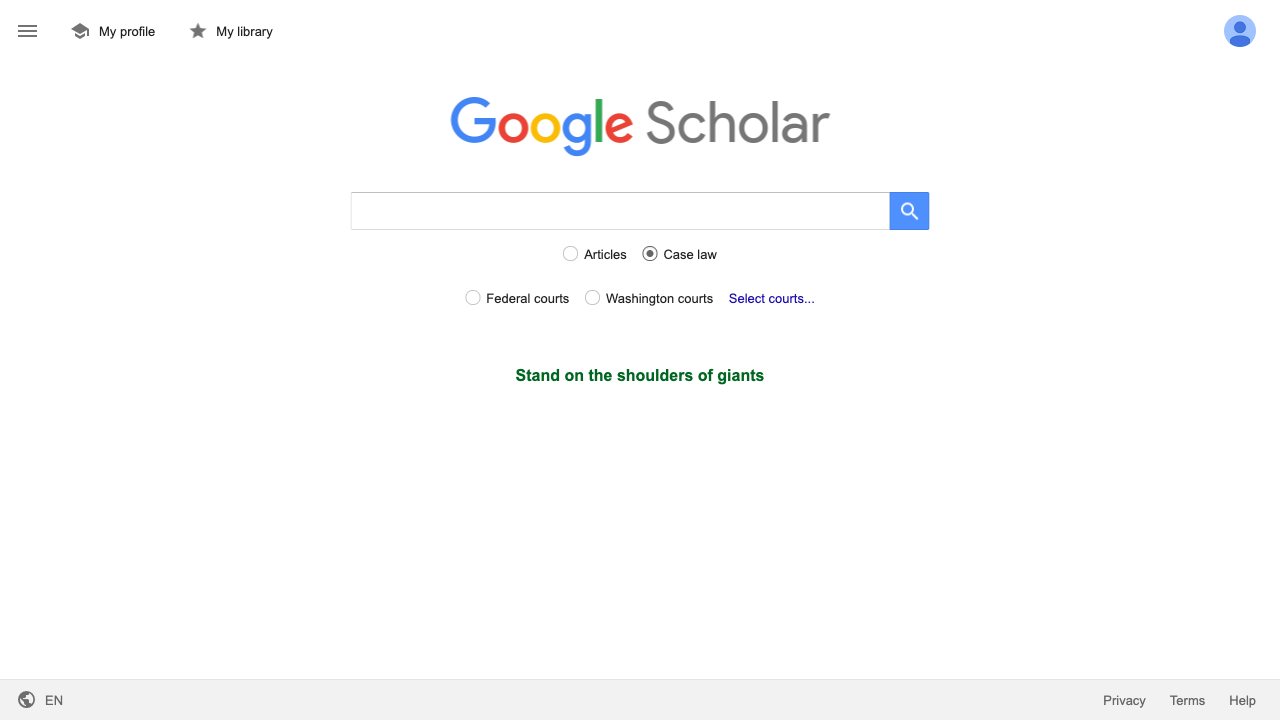 My profile My library
Google Scholar
Articles Case law
Federal courts Washington courts Select courts...
Stand on the shoulders of giants
EN Privacy Terms Help